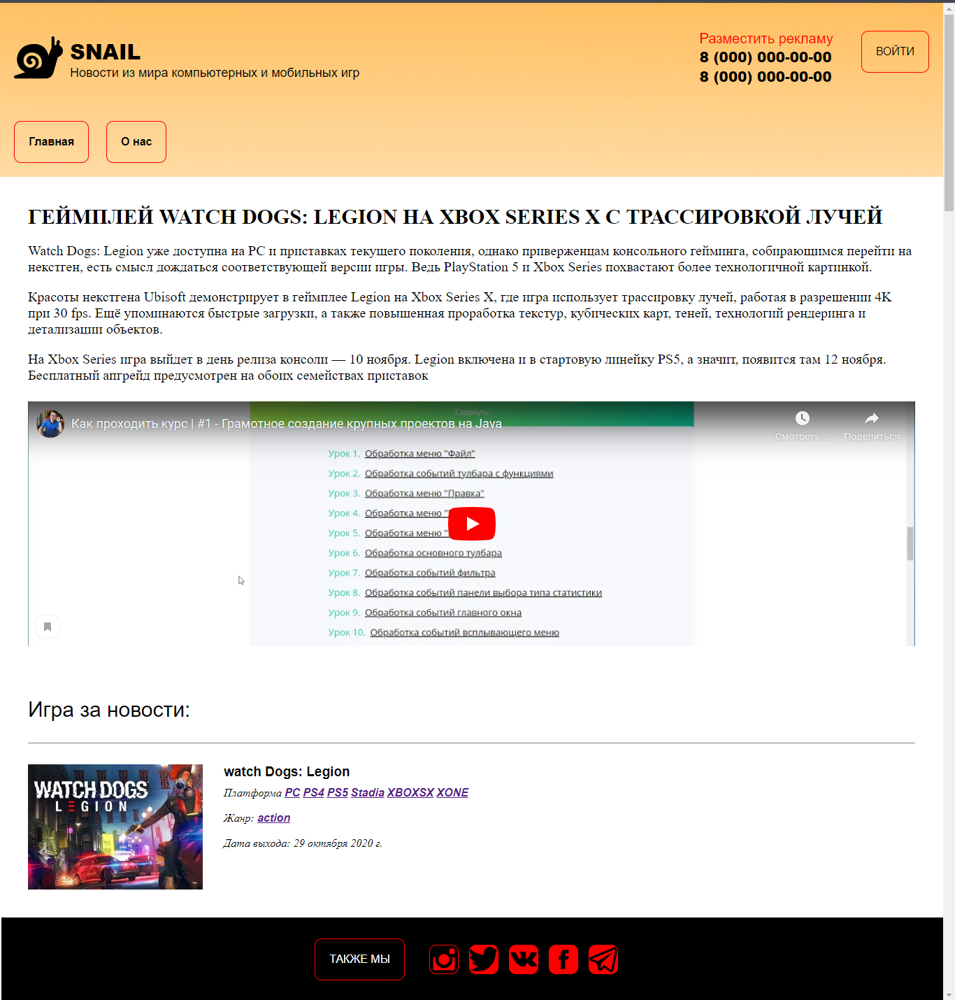 SNAIL
Новости из мира компьютерных и мобильных игр
Разместить рекламу
8 (000) 000-00-00
8 (000) 000-00-00
ВОЙТИ
Главная
О нас
ГЕЙМПЛЕЙ WATCH DOGS: LEGION НА XBOX SERIES X С ТРАССИРОВКОЙ ЛУЧЕЙ
Watch Dogs: Legion уже доступна на PC и приставках текущего поколения, однако приверженцам консольного гейминга, собирающимся перейти на
некстген, есть смысл дождаться соответствующей версии игры. Ведь PlayStation 5 и Xbox Series похвастают более технологичной картинкой.
Красоты некстгена Ubisoft демонстрирует в геймплее Legion на Xbox Series X, где игра использует трассировку лучей, работая в разрешении 4K
при 30 fps. Ещё упоминаются быстрые загрузки, а также повышенная проработка текстур, кубических карт, теней, технологий рендеринга и
детализации объектов.
На Xbox Series игра выйдет в день релиза консоли — 10 ноября. Legion включена и в стартовую линейку PS5, а значит, появится там 12 ноября.
Бесплатный апгрейд предусмотрен на обоих семействах приставок
Свернуть
Как проходить курс | #1 - Грамотное создание крупных проектов на Java
Смотреть ...
Поделиться
Урок 1. Обработка меню "Файл"
Урок 2. Обработка событий тулбара с функциями
Урок 3. Обработка меню "Правка"
Урок 4. Обработка меню "
Урок 5. Обработка меню "
Урок 6. Обработка основного тулбара
Урок 7. Обработка событий фильтра
Урок 8. Обработка событий панели выбора типа статистики
Урок 9. Обработка событий главного окна
Урок 10. Обработка событий всплывающего меню
Игра за новости:
WATCH DOGS
LEGION
watch Dogs: Legion
Платформа PC PS4 PS5 Stadia XBOXSX XONE
Жанр: action
Дата выхода: 29 октября 2020 г.
ТАКЖЕ МЫ